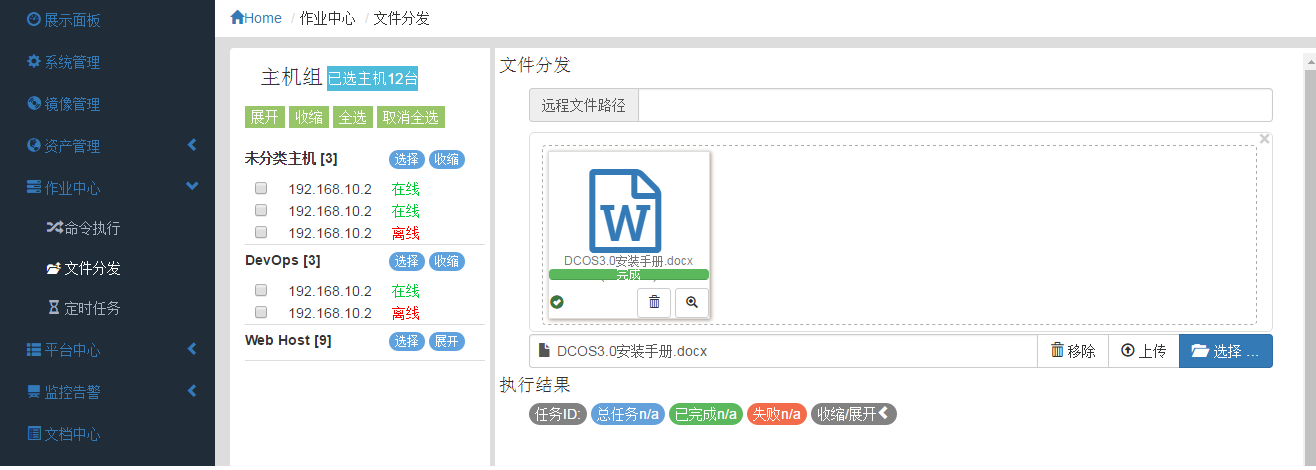 展示面板
系统管理
镜像管理
资产管理
作业中心
命令执行
文件分发
定时任务
平台中心
监控告警
文档中心
Home / 作业中心 / 文件分发
主机组 已选主机12台
展开 收缩 全选 取消全选
未分类主机 [3] 选择 收缩
192.168.10.2 在线
192.168.10.2 在线
192.168.10.2 离线
DevOps [3] 选择 收缩
192.168.10.2 在线
192.168.10.2 离线
Web Host [9] 选择 展开
文件分发
远程文件路径
DCOS3.0安装手册.docx
完成
DCOS3.0安装手册.docx 移除 上传 选择 ...
执行结果
任务ID: 总任务n/a 已完成n/a 失败n/a 收缩/展开